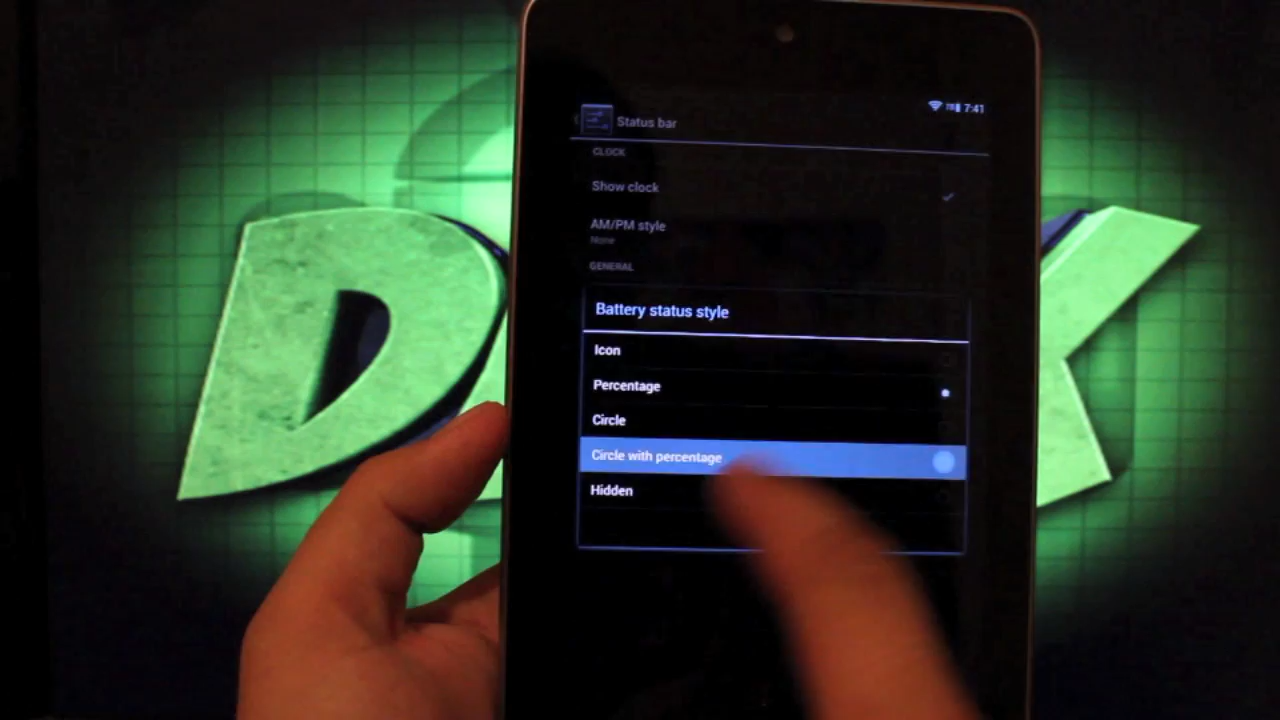 7:41
Status bar
CLOCK
Show clock
AM/PM style
None
GENERAL
Battery status style
Icon
Percentage
Circle
Circle with percentage
Hidden
D
K